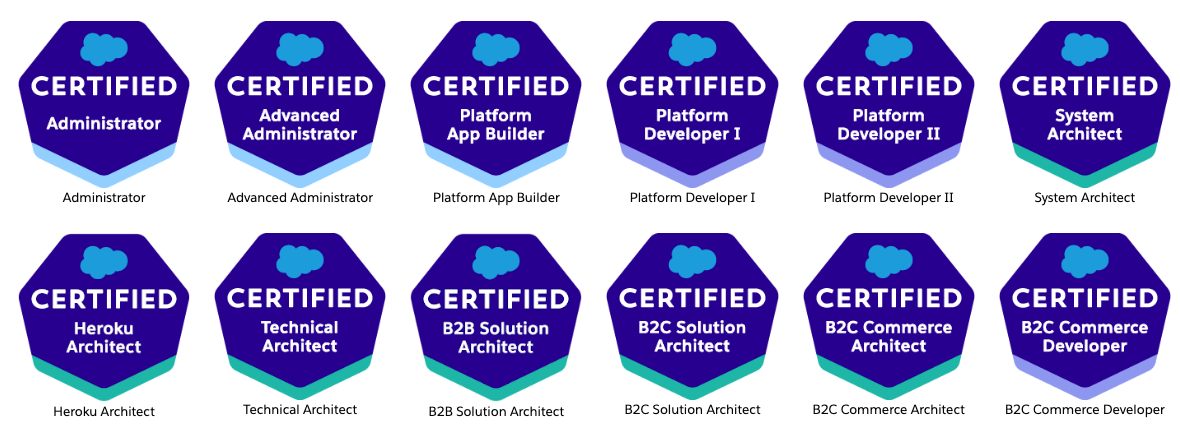 CERTIFIED
Administrator
Administrator
CERTIFIED
Advanced
Administrator
Advanced Administrator
CERTIFIED
Platform
App Builder
Platform App Builder
CERTIFIED
Platform
Developer I
Platform Developer I
CERTIFIED
Platform
Developer II
Platform Developer II
CERTIFIED
System
Architect
System Architect
CERTIFIED
Heroku
Architect
Heroku Architect
CERTIFIED
Technical
Architect
Technical Architect
CERTIFIED
B2B Solution
Architect
B2B Solution Architect
CERTIFIED
B2C Solution
Architect
B2C Solution Architect
CERTIFIED
B2C Commerce
Architect
B2C Commerce Architect
CERTIFIED
B2C Commerce
Developer
B2C Commerce Developer